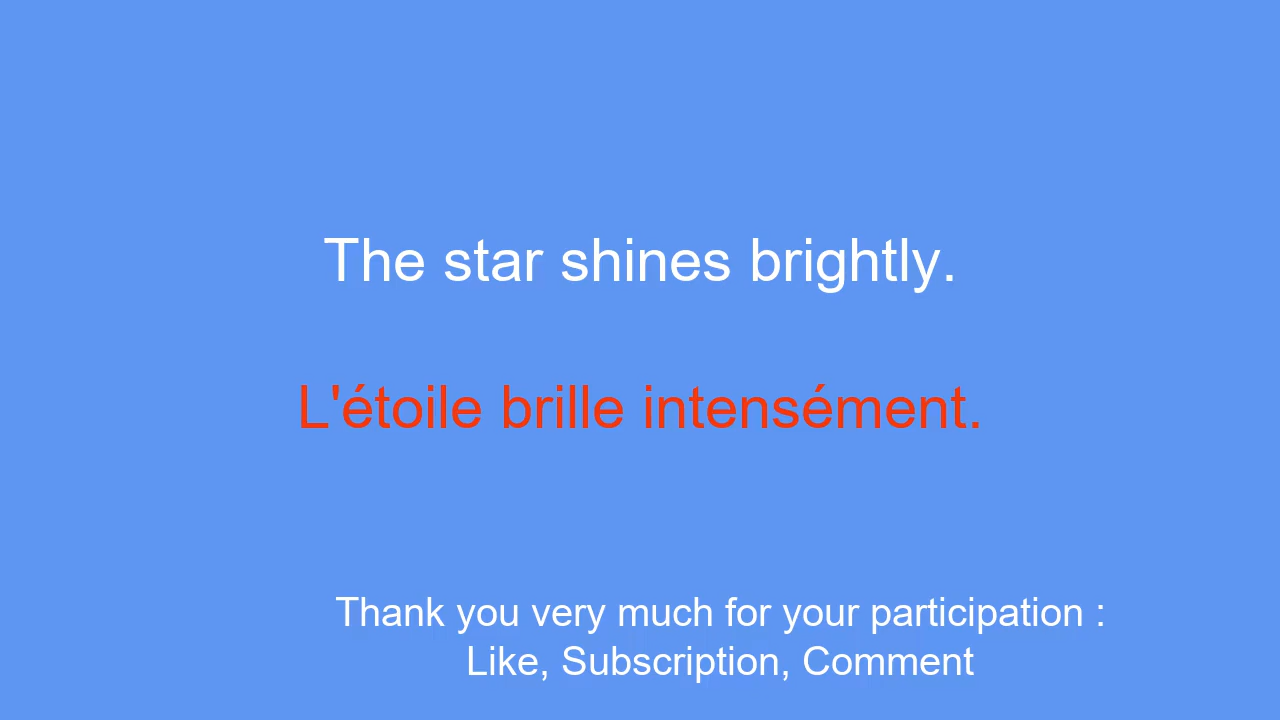 The star shines brightly.
L'étoile brille intensément.
Thank you very much for your participation :
Like, Subscription, Comment